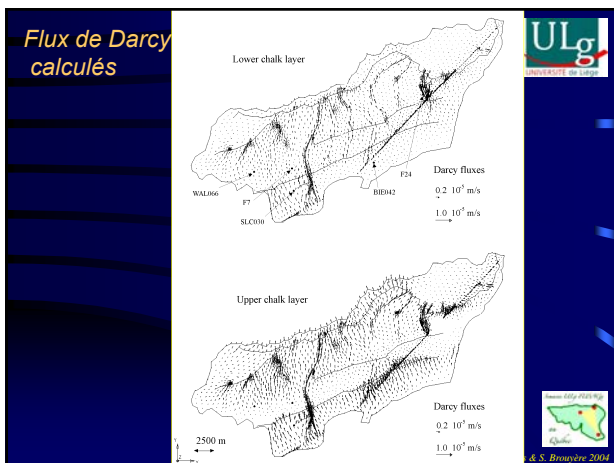 Flux de Darcy
calculés
Lower chalk layer
ULg
UNIVERSITÉ de Liège
WAL066
F7
SLC030
BIE042
F24
Darcy fluxes
0.2 10-5 m/s
1.0 10-5 m/s
Upper chalk layer
Darcy fluxes
0.2 10-5 m/s
1.0 10-5 m/s
2500 m
au
Québec
& S. Brouyère 2004